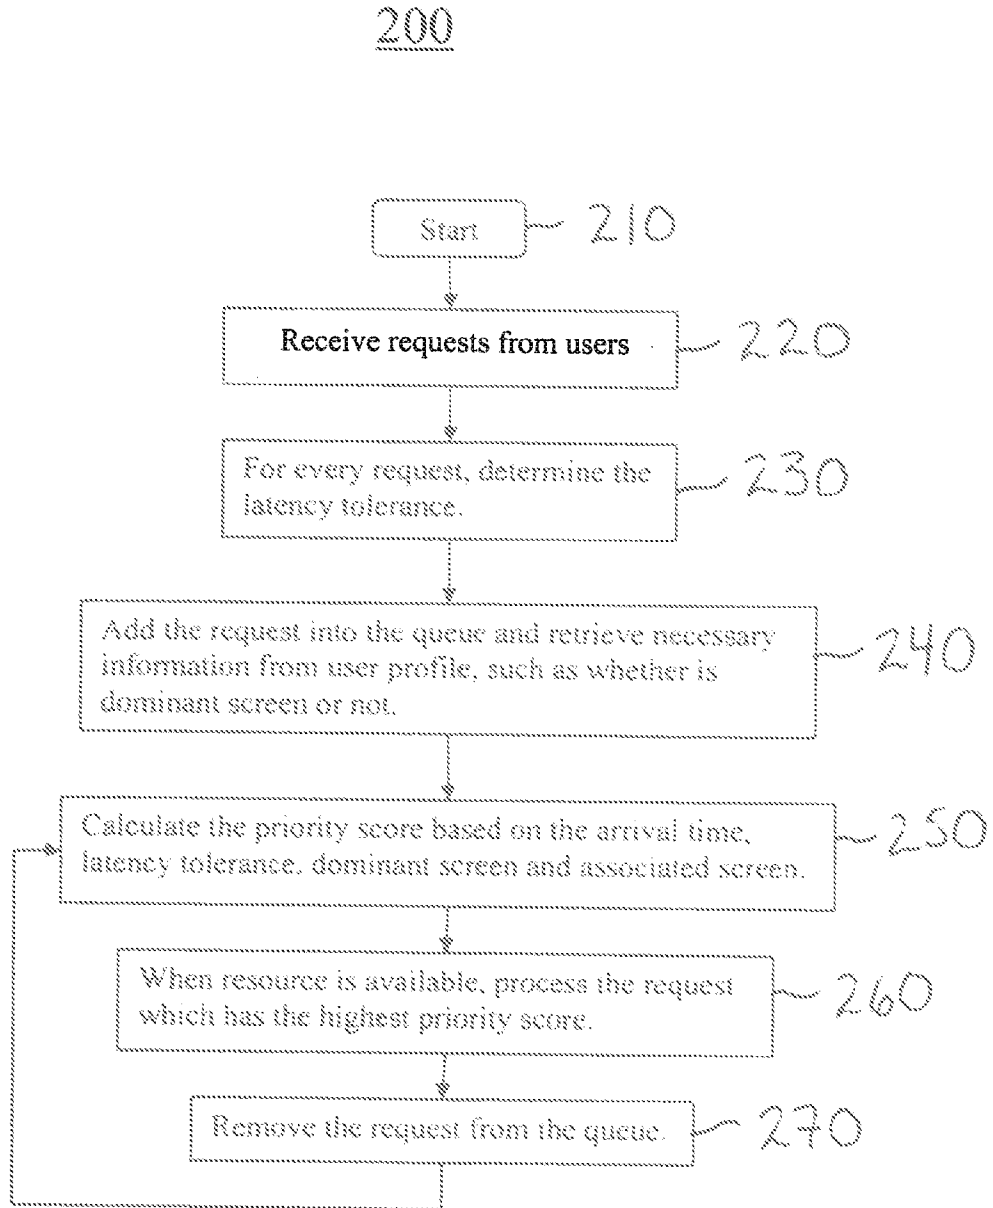 200
Start
210
Receive requests from users
220
For every request, determine the
latency tolerance.
230
Add the request into the queue and retrieve necessary
information from user profile, such as whether is
dominant screen or not.
240
Calculate the priority score based on the arrival time,
latency tolerance, dominant screen and associated screen.
250
When resource is available, process the request
which has the highest priority score.
260
Remove the request from the queue.
270